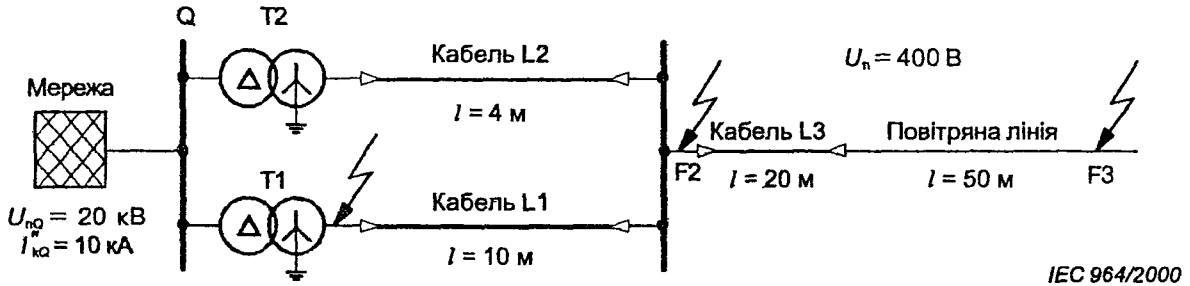 Q
T2
Кабель L2
l = 4 м
Uп = 400 В
Мережа
UnQ = 20 кВ
I"kQ = 10 кА
T1
Кабель L1
l = 10 м
F2
Кабель L3
l = 20 м
Повітряна лінія
l = 50 м
F3
IEC 964/2000